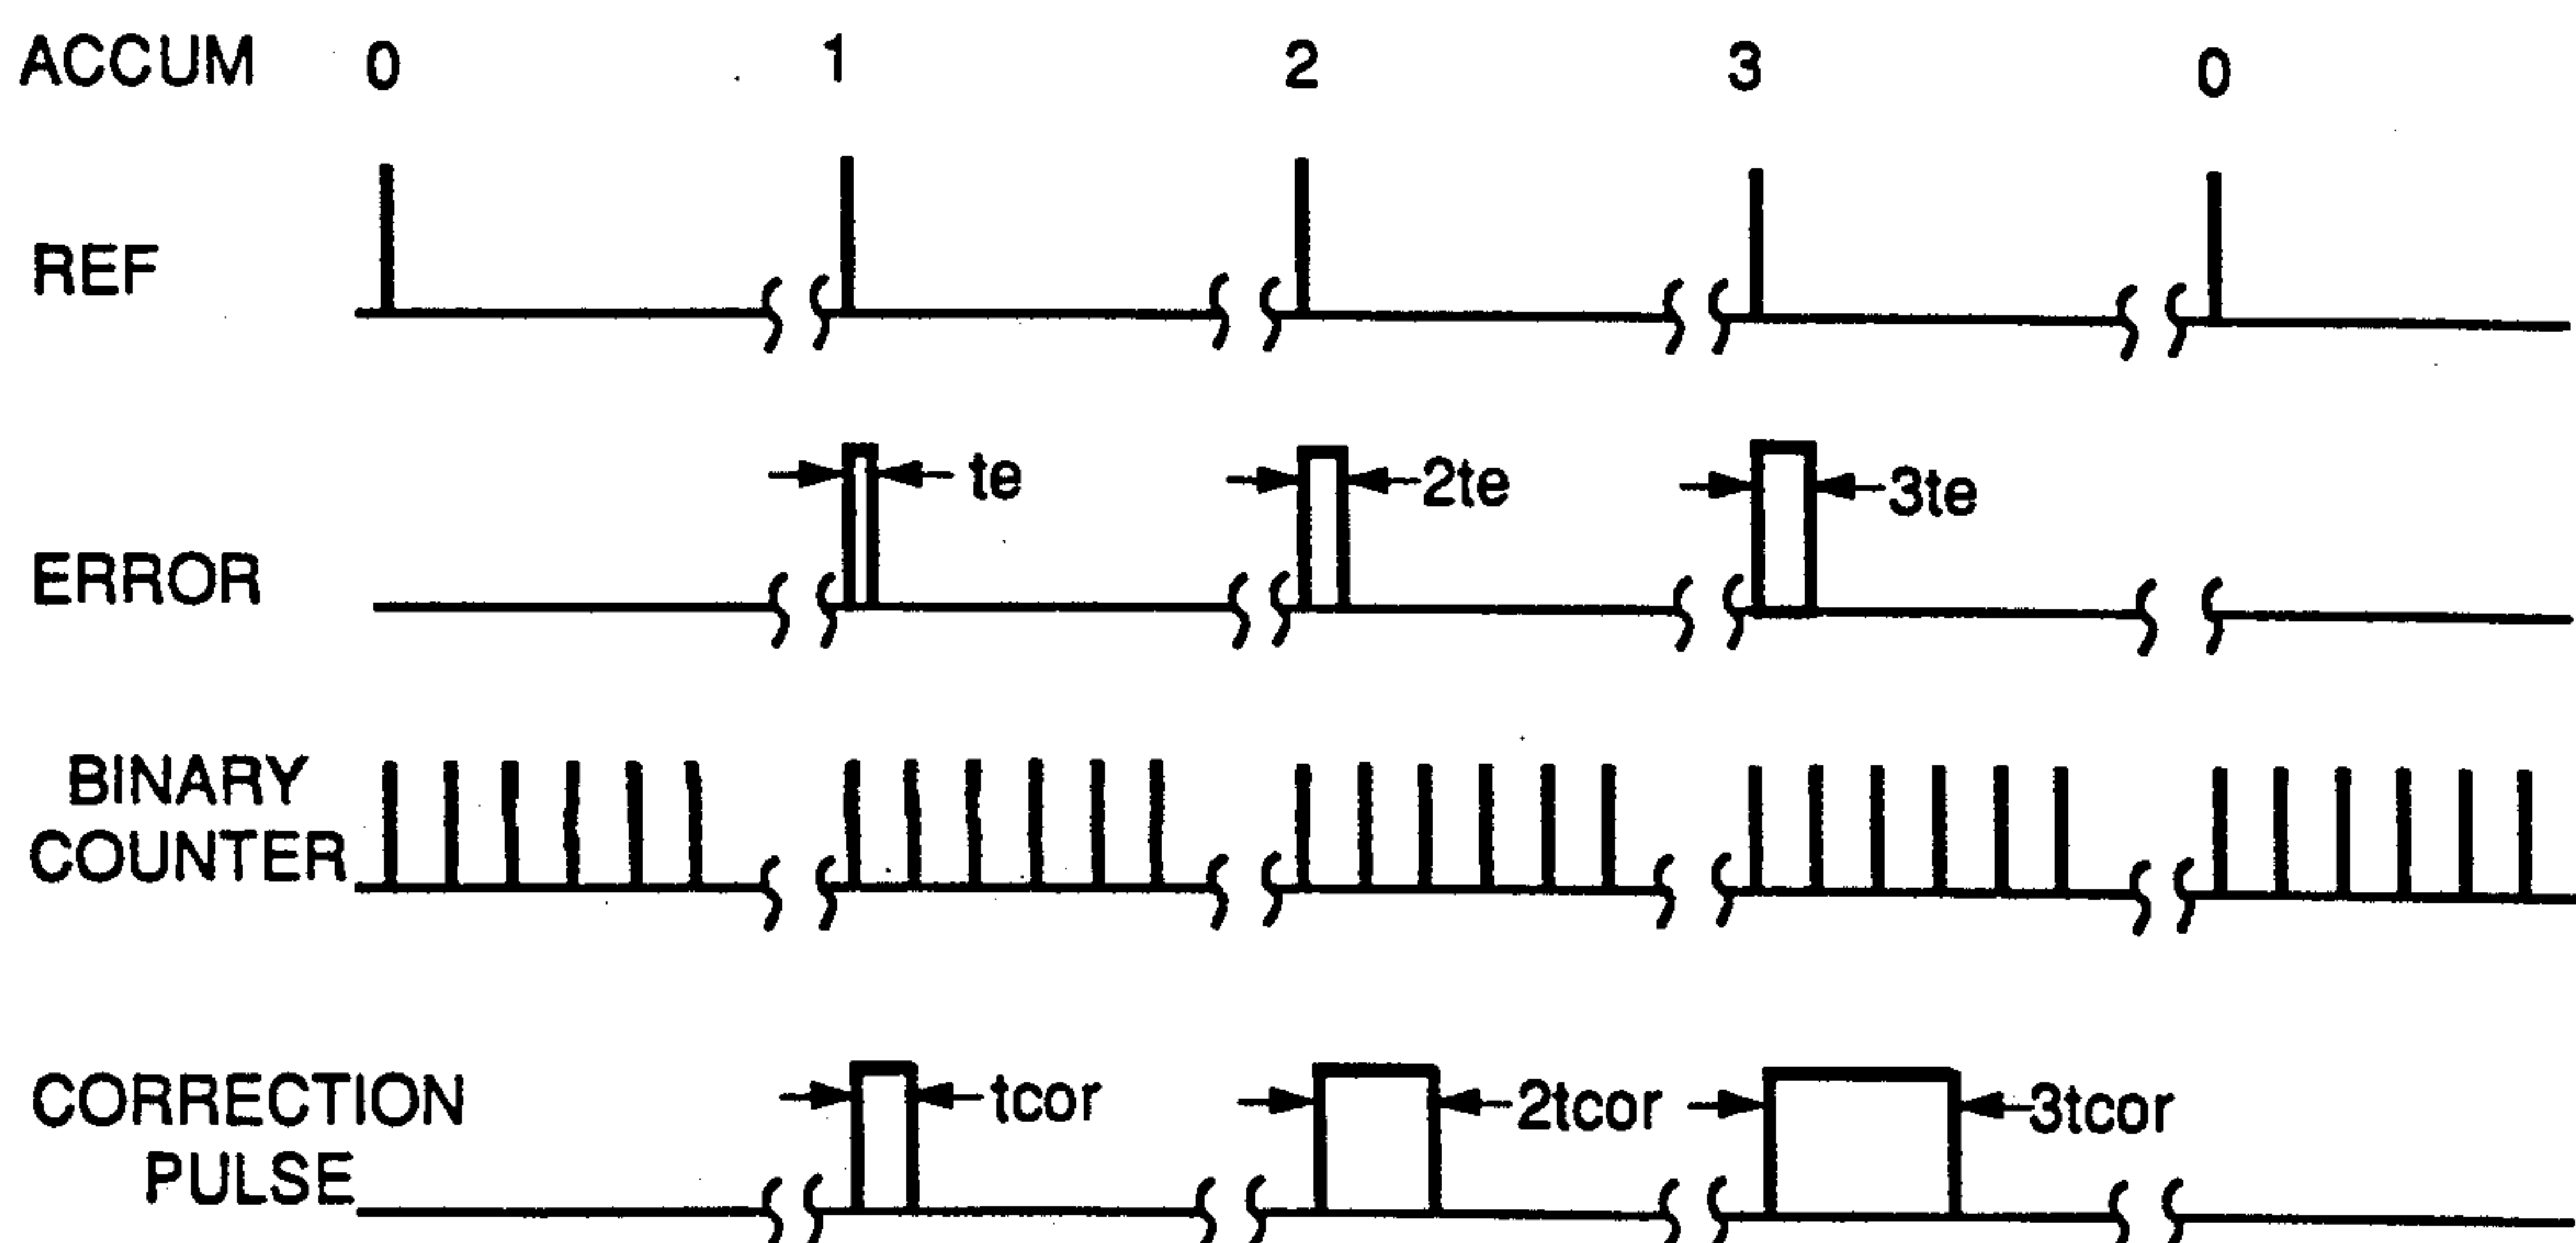 ACCUM 0 1 2 3 0
REF
te 2te 3te
ERROR
BINARY
COUNTER
tcor 2tcor 3tcor
CORRECTION
PULSE